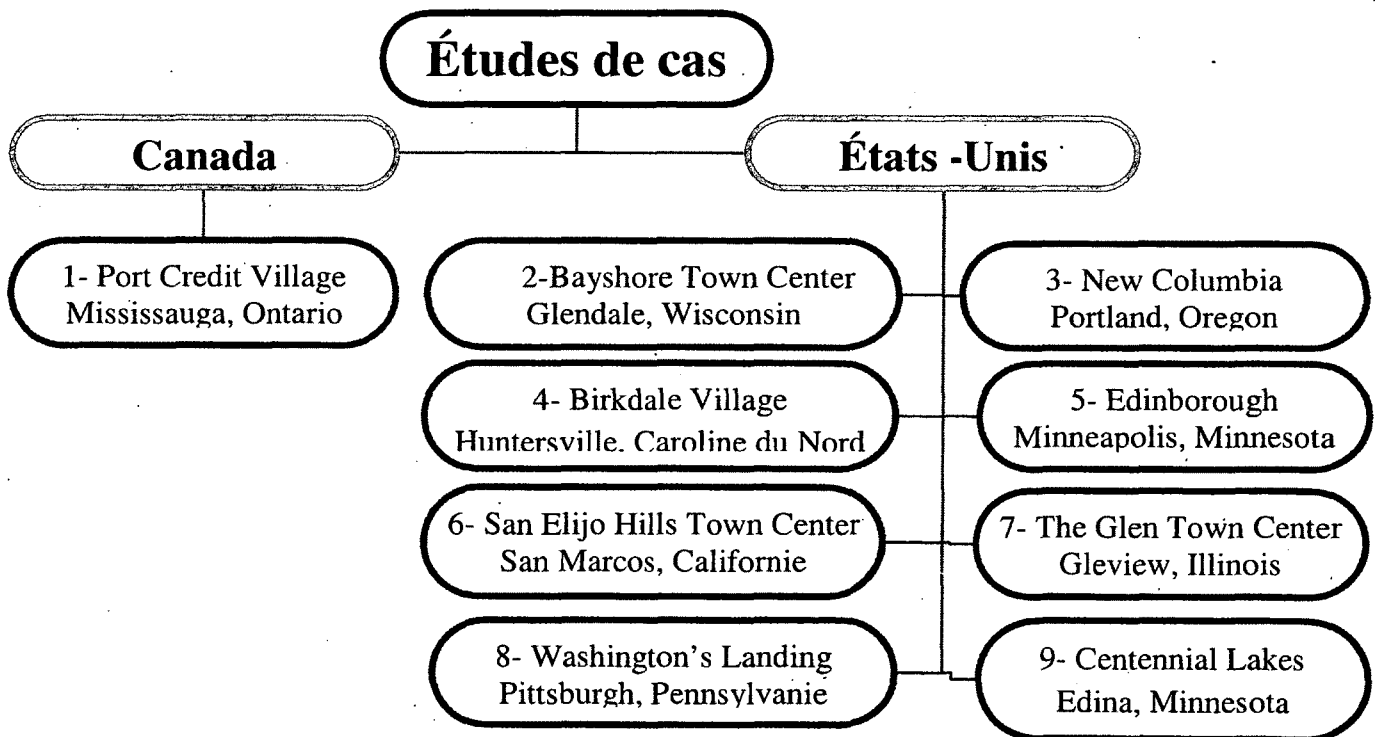 Études de cas
Canada
États -Unis
1- Port Credit Village
Mississauga, Ontario
2-Bayshore Town Center
Glendale, Wisconsin
3- New Columbia
Portland, Oregon
4- Birkdale Village
Huntersville, Caroline du Nord
5- Edinborough
Minneapolis, Minnesota
6- San Elijo Hills Town Center
San Marcos, Californie
7- The Glen Town Center
Gleview, Illinois
8- Washington's Landing
Pittsburgh, Pennsylvanie
9- Centennial Lakes
Edina, Minnesota